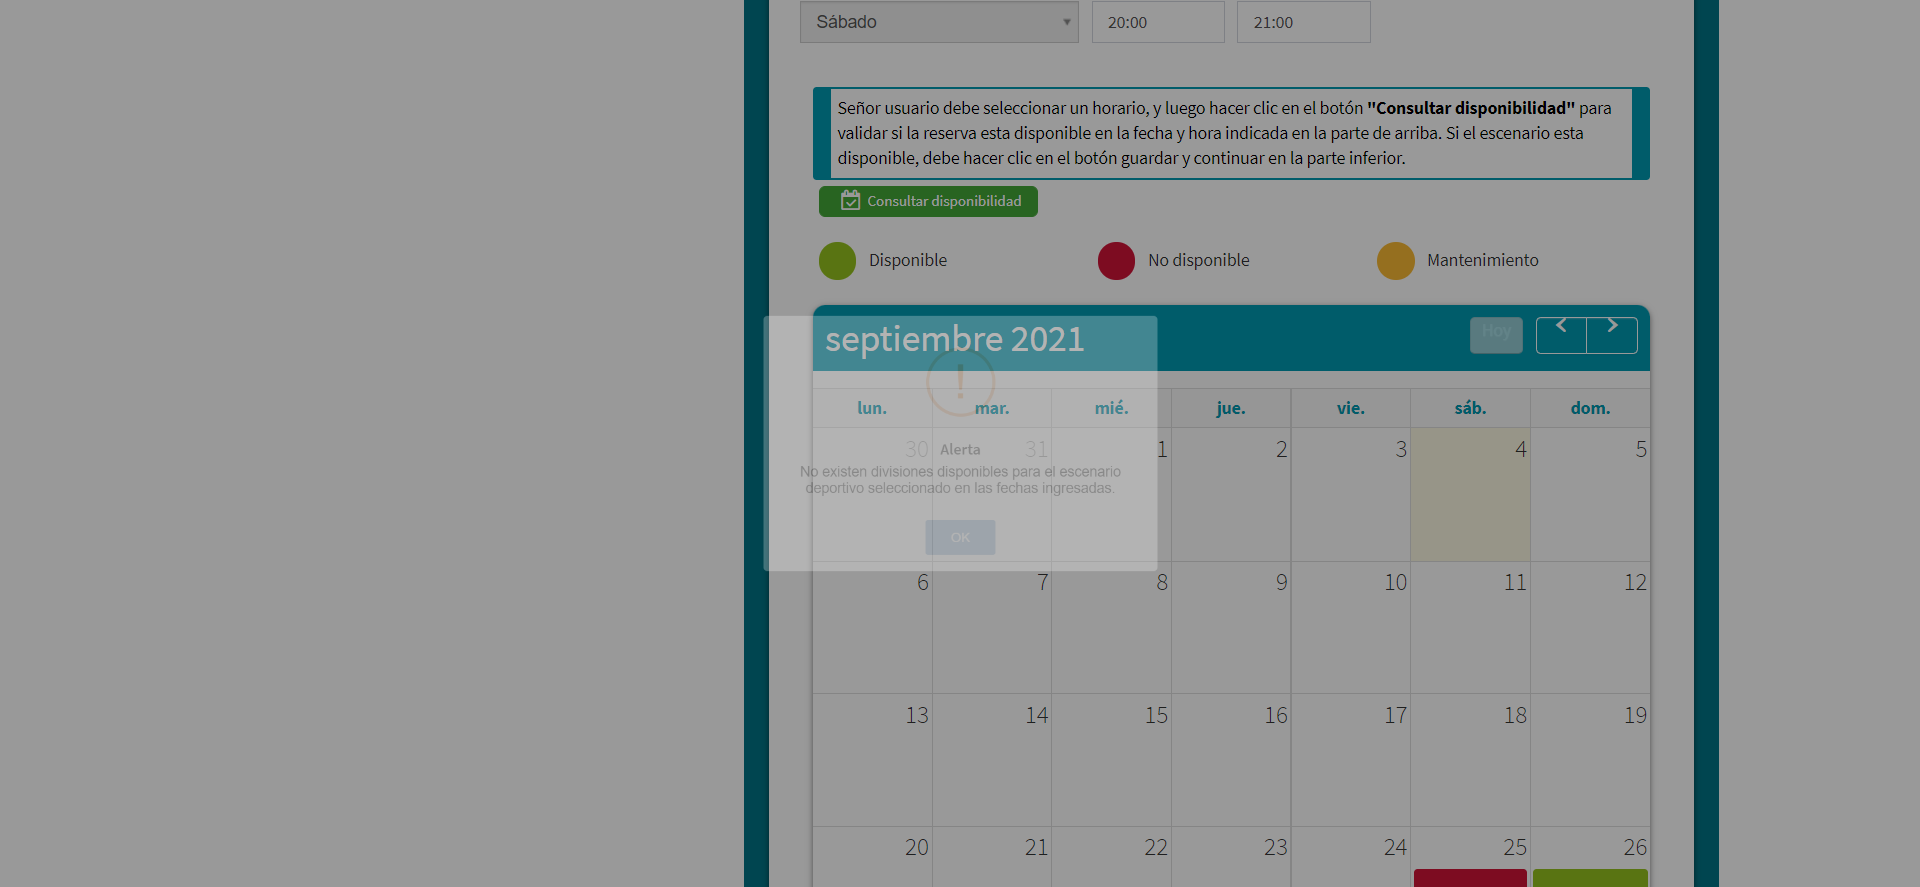 Sábado 20:00 21:00
Señor usuario debe seleccionar un horario, y luego hacer clic en el botón "Consultar disponibilidad" para
validar si la reserva esta disponible en la fecha y hora indicada en la parte de arriba. Si el escenario esta
disponible, debe hacer clic en el botón guardar y continuar en la parte inferior.
Consultar disponibilidad
Disponible No disponible Mantenimiento
septiembre 2021 Hoy
lun. mar. mié. jue. vie. sáb. dom.
30 31 1 2 3 4 5
Alerta
No existen divisiones disponibles para el escenario
deportivo seleccionado en las fechas ingresadas.
OK
6 7 8 9 10 11 12
13 14 15 16 17 18 19
20 21 22 23 24 25 26